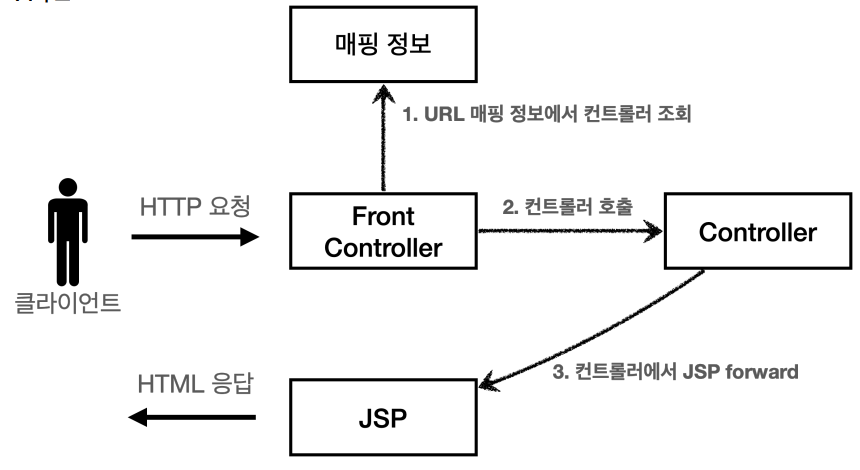 매핑 정보
1. URL 매핑 정보에서 컨트롤러 조회
HTTP 요청
Front
Controller
2. 컨트롤러 호출
Controller
클라이언트
3. 컨트롤러에서 JSP forward
HTML 응답
JSP